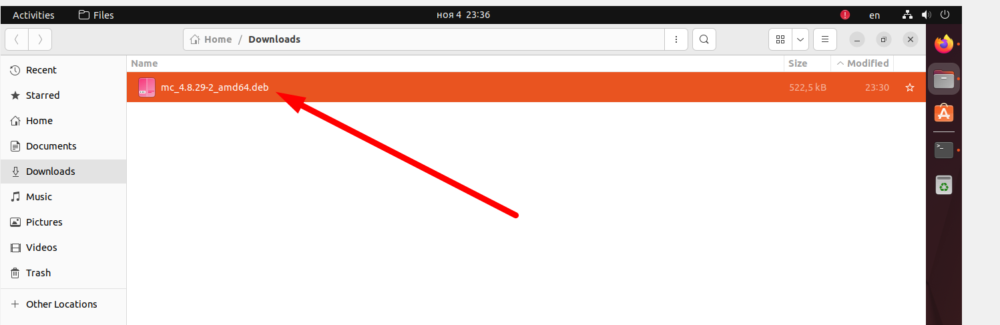 Activities Files ноя 4 23:36 en
Home / Downloads
Name Size Modified
mc_4.8.29-2_amd64.deb 522,5 kB 23:30
Recent
Starred
Home
Documents
Downloads
Music
Pictures
Videos
Trash
Other Locations